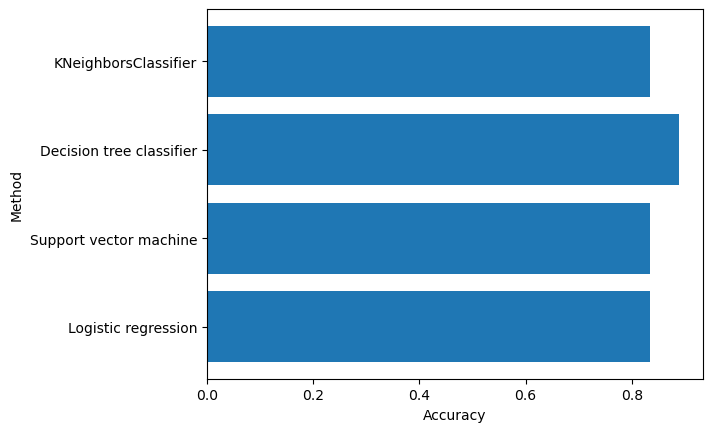 KNeighborsClassifier
Decision tree classifier
Method
Support vector machine
Logistic regression
0.0 0.2 0.4 0.6 0.8
Accuracy